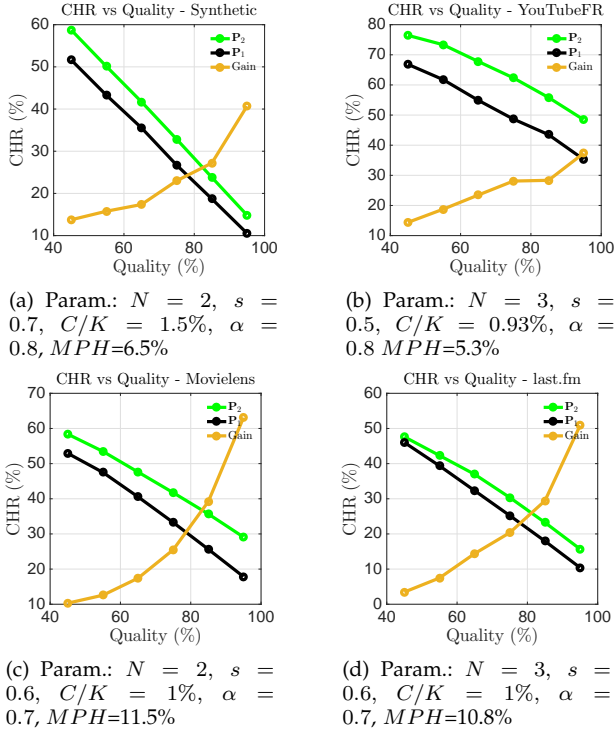 CHR vs Quality - Synthetic
60
50
40
30
20
10
40
60
80
100
CHR (%)
Quality (%)
P₂
P₁
Gain
(a) Param.: N = 2, s =
0.7, C/K = 1.5%, α =
0.8, MPH=6.5%
CHR vs Quality - YouTubeFR
80
70
60
50
40
30
20
10
40
60
80
100
CHR (%)
Quality (%)
P₂
P₁
Gain
(b) Param.: N = 3, s =
0.5, C/K = 0.93%, α =
0.8 MPH=5.3%
CHR vs Quality - Movielens
70
60
50
40
30
20
10
40
60
80
100
CHR (%)
Quality (%)
P₂
P₁
Gain
(c) Param.: N = 2, s =
0.6, C/K = 1%, α =
0.7, MPH=11.5%
CHR vs Quality - last.fm
60
50
40
30
20
10
0
40
60
80
100
CHR (%)
Quality (%)
P₂
P₁
Gain
(d) Param.: N = 3, s =
0.6, C/K = 1%, α =
0.7, MPH=10.8%